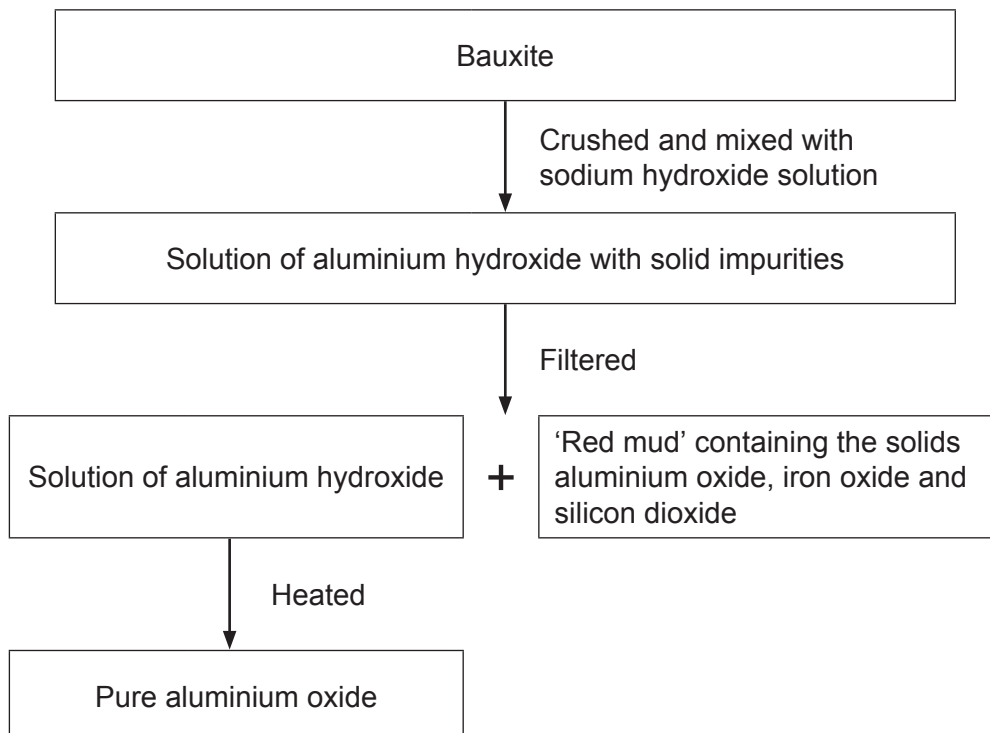 Bauxite
Crushed and mixed with
sodium hydroxide solution
Solution of aluminium hydroxide with solid impurities
Filtered
Solution of aluminium hydroxide
+
‘Red mud’ containing the solids
aluminium oxide, iron oxide and
silicon dioxide
Heated
Pure aluminium oxide